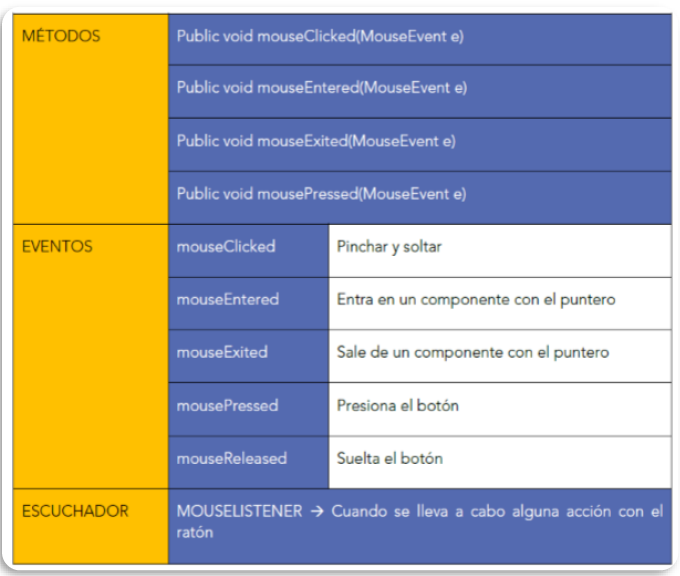 MÉTODOS
Public void mouseClicked(MouseEvent e)
Public void mouseEntered(MouseEvent e)
Public void mouseExited(MouseEvent e)
Public void mousePressed(MouseEvent e)
EVENTOS
mouseClicked
Pinchar y soltar
mouseEntered
Entra en un componente con el puntero
mouseExited
Sale de un componente con el puntero
mousePressed
Presiona el botón
mouseReleased
Suelta el botón
ESCUCHADOR
MOUSELISTENER → Cuando se lleva a cabo alguna acción con el
ratón